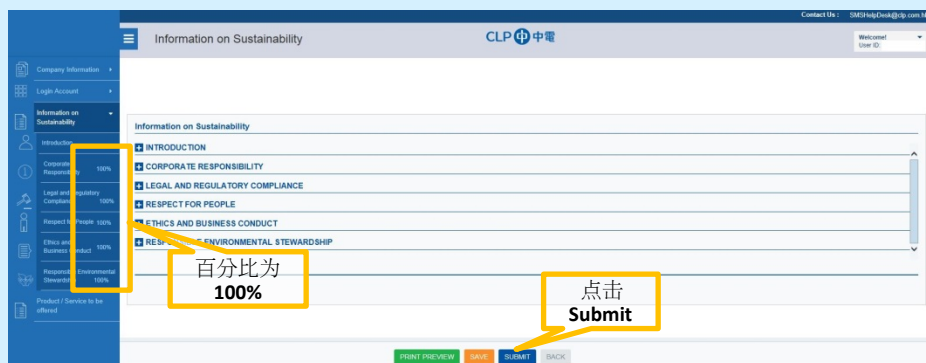 Contact Us : SMSHelpDesk@clp.com.hk
Information on Sustainability
CLP 中電
Welcome!
User ID:
Company Information
Login Account
Information on
Sustainability
Introduction
Corporate
Responsibility 100%
Legal and Regulatory
Compliance 100%
Respect for People 100%
Ethics and
Business Conduct 100%
Responsible Environmental
Stewardship 100%
Product / Service to be
offered
Information on Sustainability
INTRODUCTION
CORPORATE RESPONSIBILITY
LEGAL AND REGULATORY COMPLIANCE
RESPECT FOR PEOPLE
ETHICS AND BUSINESS CONDUCT
RESPONSIBLE ENVIRONMENTAL STEWARDSHIP
百分比为
100%
点击
Submit
PRINT PREVIEW SAVE SUBMIT BACK